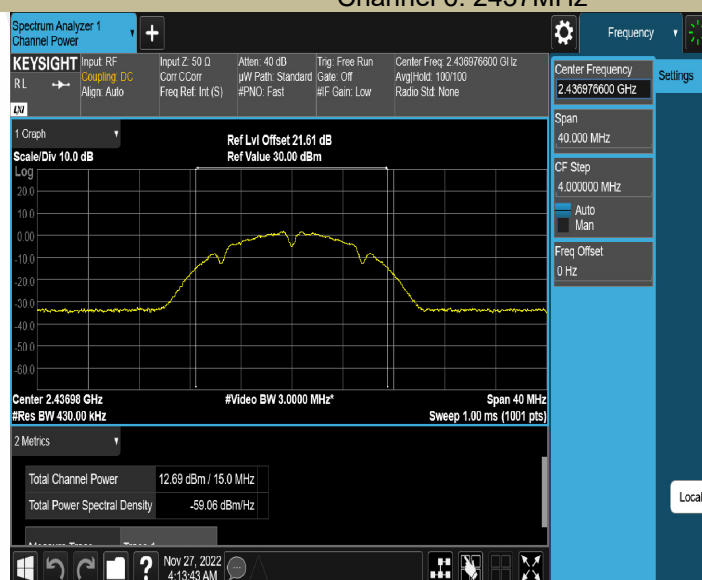 Channel 6: 2437MHz
Spectrum Analyzer 1
Channel Power
Frequency
KEYSIGHT
RL
LXI
Input: RF
Coupling: DC
Align: Auto
Input Z: 50 Ω
Corr CCorr
Freq Ref: Int (S)
Atten: 40 dB
µW Path: Standard
#PNO: Fast
Trig: Free Run
Gate: Off
#IF Gain: Low
Center Freq: 2.436976600 GHz
Avg|Hold: 100/100
Radio Std: None
Center Frequency
2.436976600 GHz
Settings
Span
40.000 MHz
CF Step
4.000000 MHz
Auto
Man
Freq Offset
0 Hz
1 Graph
Scale/Div 10.0 dB
Ref Lvl Offset 21.61 dB
Ref Value 30.00 dBm
Log
20.0
10.0
0.00
-10.0
-20.0
-30.0
-40.0
-50.0
-60.0
Center 2.43698 GHz
#Video BW 3.0000 MHz*
Span 40 MHz
#Res BW 430.00 kHz
Sweep 1.00 ms (1001 pts)
2 Metrics
Total Channel Power 12.69 dBm / 15.0 MHz
Total Power Spectral Density -59.06 dBm/Hz
Measure Trace Trace 1
Local
Nov 27, 2022
4:13:43 AM